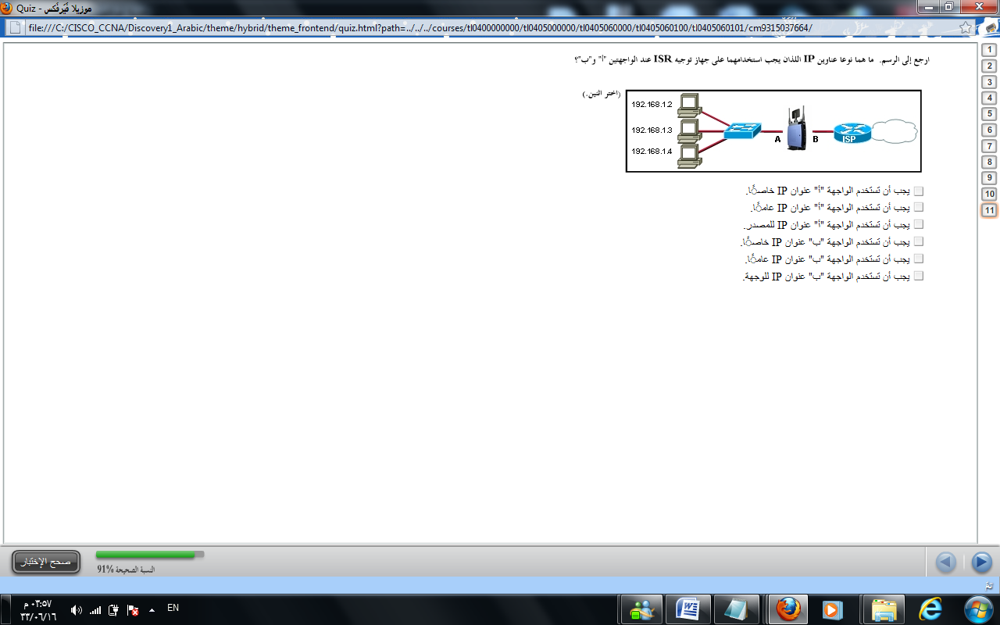 Quiz - موزيلا فَيَرفُكس
file:///C:/CISCO_CCNA/Discovery1_Arabic/theme/hybrid/theme_frontend/quiz.html?path=../../../courses/tl0400000000/tl0405000000/tl0405060000/tl0405060100/tl0405060101/cm9315037664/
ارجع إلى الرسم. ما هما نوعا عناوين IP اللذان يجب استخدامهما على جهاز توجيه ISR عند الواجهتين "أ" و"ب"؟
(اختر اثنين.)
192.168.1.2
192.168.1.3
192.168.1.4
A
B
ISP
يجب أن تستخدم الواجهة "أ" عنوان IP خاصًا.
يجب أن تستخدم الواجهة "أ" عنوان IP عامًا.
يجب أن تستخدم الواجهة "أ" عنوان IP للمصدر.
يجب أن تستخدم الواجهة "ب" عنوان IP خاصًا.
يجب أن تستخدم الواجهة "ب" عنوان IP عامًا.
يجب أن تستخدم الواجهة "ب" عنوان IP للوجهة.
1
2
3
4
5
6
7
8
9
10
11
صحح الإختبار
النسبة الصحيحة 91%
EN
٠٣:٥٧ م
٣٣/٠٦/١٦